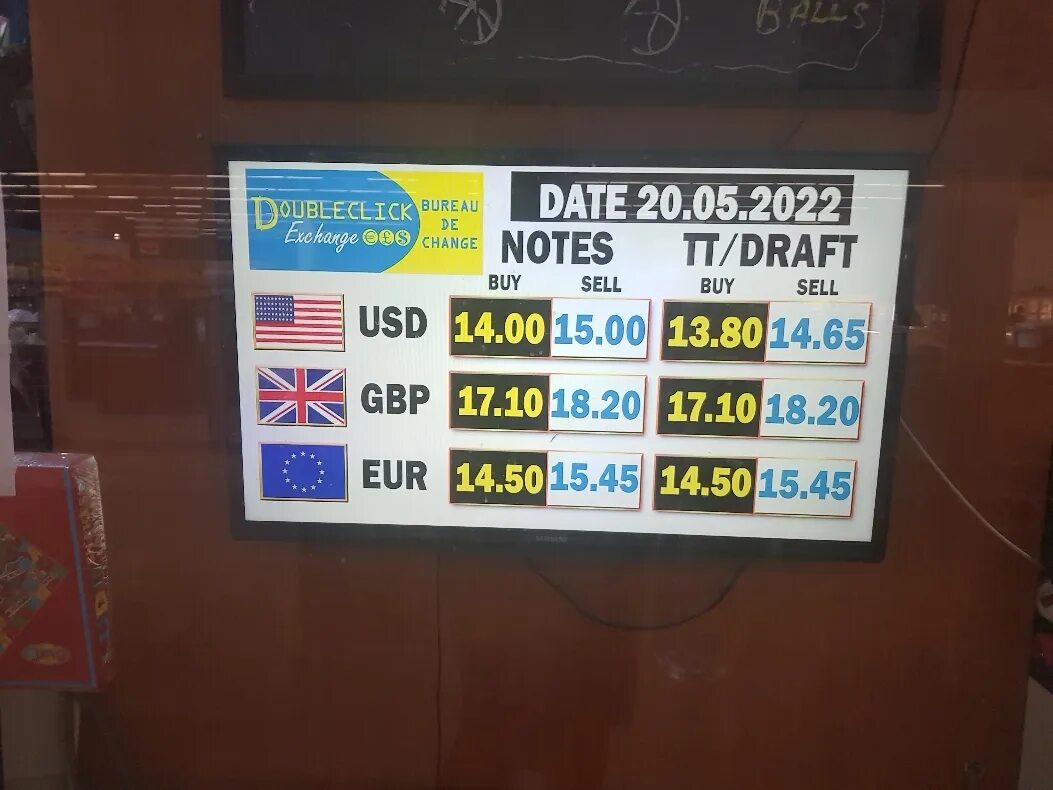 BALLS
DOUBLECLICK
Exchange €£$
BUREAU
DE
CHANGE
DATE 20.05.2022
NOTES TT/DRAFT
BUY SELL BUY SELL
USD 14.00 15.00 13.80 14.65
GBP 17.10 18.20 17.10 18.20
EUR 14.50 15.45 14.50 15.45
SAMSUNG